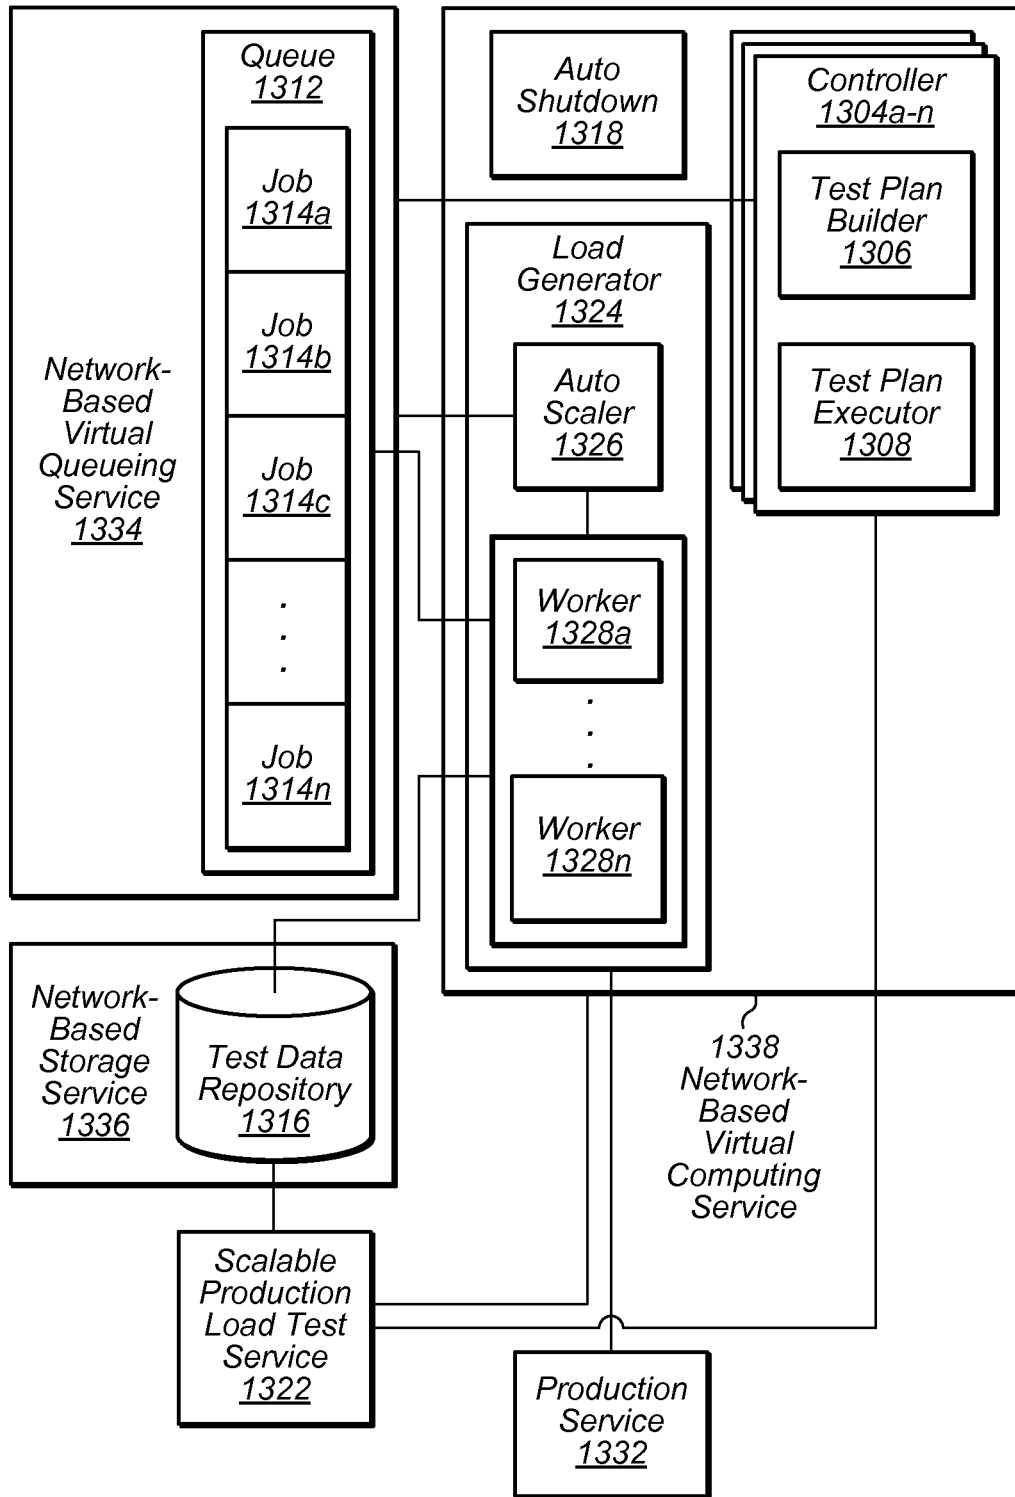 Queue
1312
Job
1314a
Job
1314b
Job
1314c
.
.
.
Job
1314n
Network-
Based
Virtual
Queueing
Service
1334
Auto
Shutdown
1318
Controller
1304a-n
Test Plan
Builder
1306
Test Plan
Executor
1308
Load
Generator
1324
Auto
Scaler
1326
Worker
1328a
.
.
.
Worker
1328n
Network-
Based
Storage
Service
1336
Test Data
Repository
1316
1338
Network-
Based
Virtual
Computing
Service
Scalable
Production
Load Test
Service
1322
Production
Service
1332